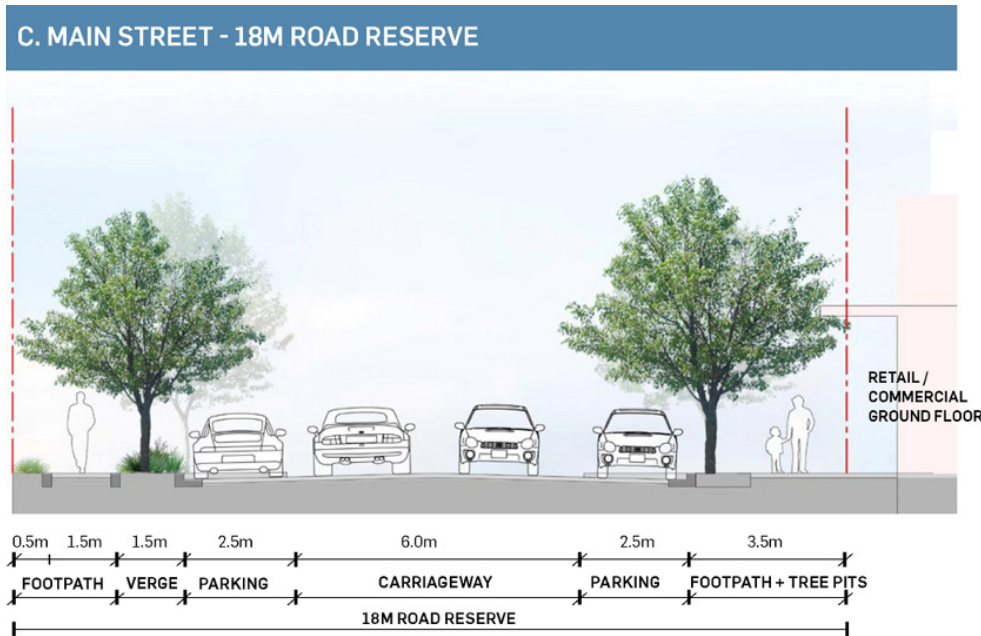 C. MAIN STREET - 18M ROAD RESERVE
RETAIL /
COMMERCIAL
GROUND FLOOR
0.5m 1.5m 1.5m 2.5m 6.0m 2.5m 3.5m
FOOTPATH VERGE PARKING CARRIAGEWAY PARKING FOOTPATH + TREE PITS
18M ROAD RESERVE